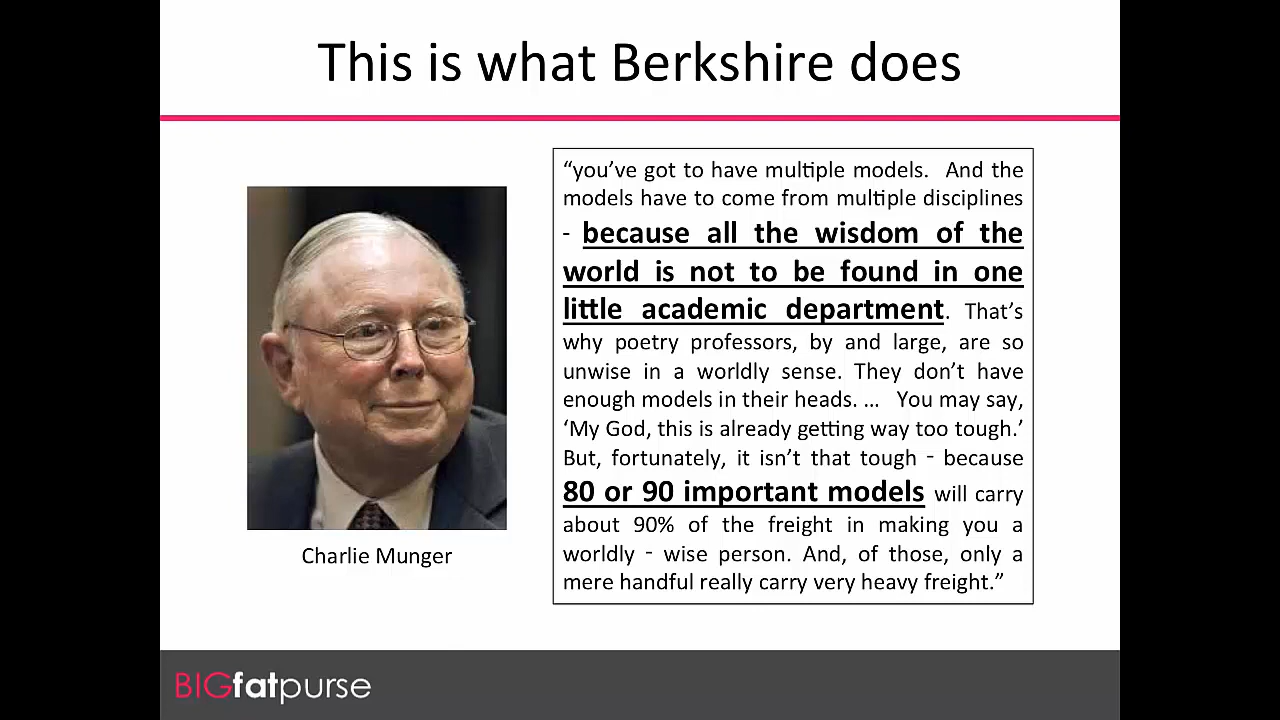 This is what Berkshire does
“you’ve got to have multiple models. And the
models have to come from multiple disciplines
- because all the wisdom of the
world is not to be found in one
little academic department. That’s
why poetry professors, by and large, are so
unwise in a worldly sense. They don’t have
enough models in their heads. … You may say,
‘My God, this is already getting way too tough.’
But, fortunately, it isn’t that tough - because
80 or 90 important models will carry
about 90% of the freight in making you a
worldly - wise person. And, of those, only a
mere handful really carry very heavy freight.”
Charlie Munger
BIGfatpurse